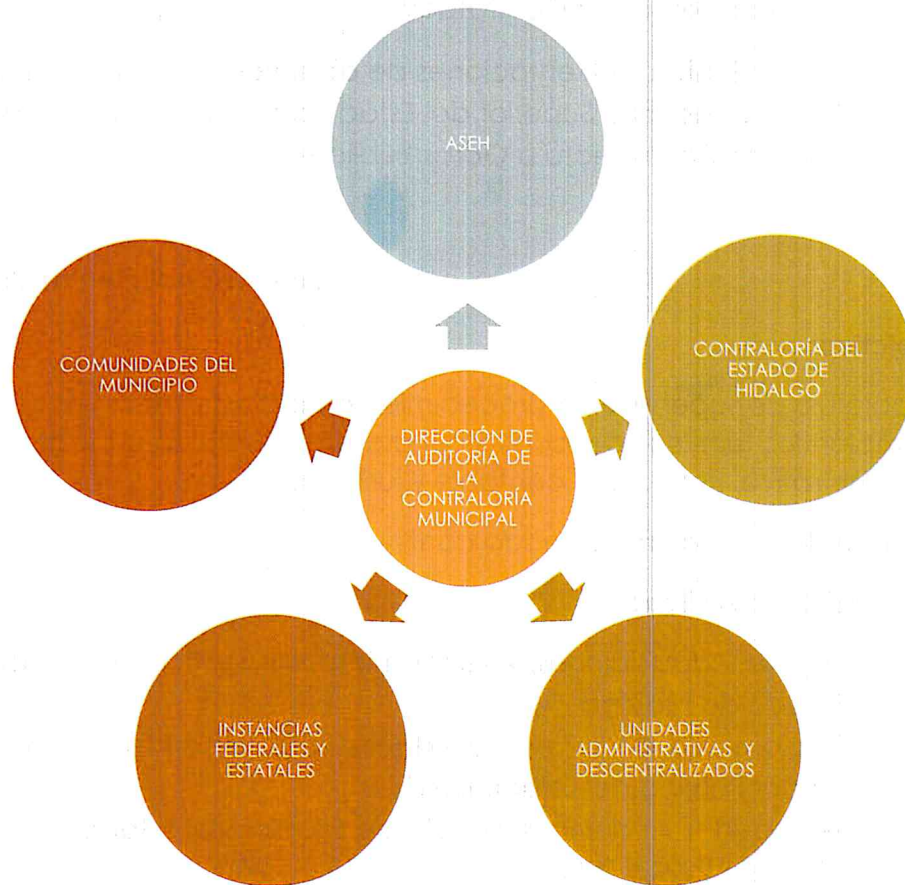 ASEH
COMUNIDADES DEL
MUNICIPIO
CONTRALORÍA DEL
ESTADO DE
HIDALGO
DIRECCIÓN DE
AUDITORÍA DE
LA
CONTRALORÍA
MUNICIPAL
INSTANCIAS
FEDERALES Y
ESTATALES
UNIDADES
ADMINISTRATIVAS Y
DESCENTRALIZADOS